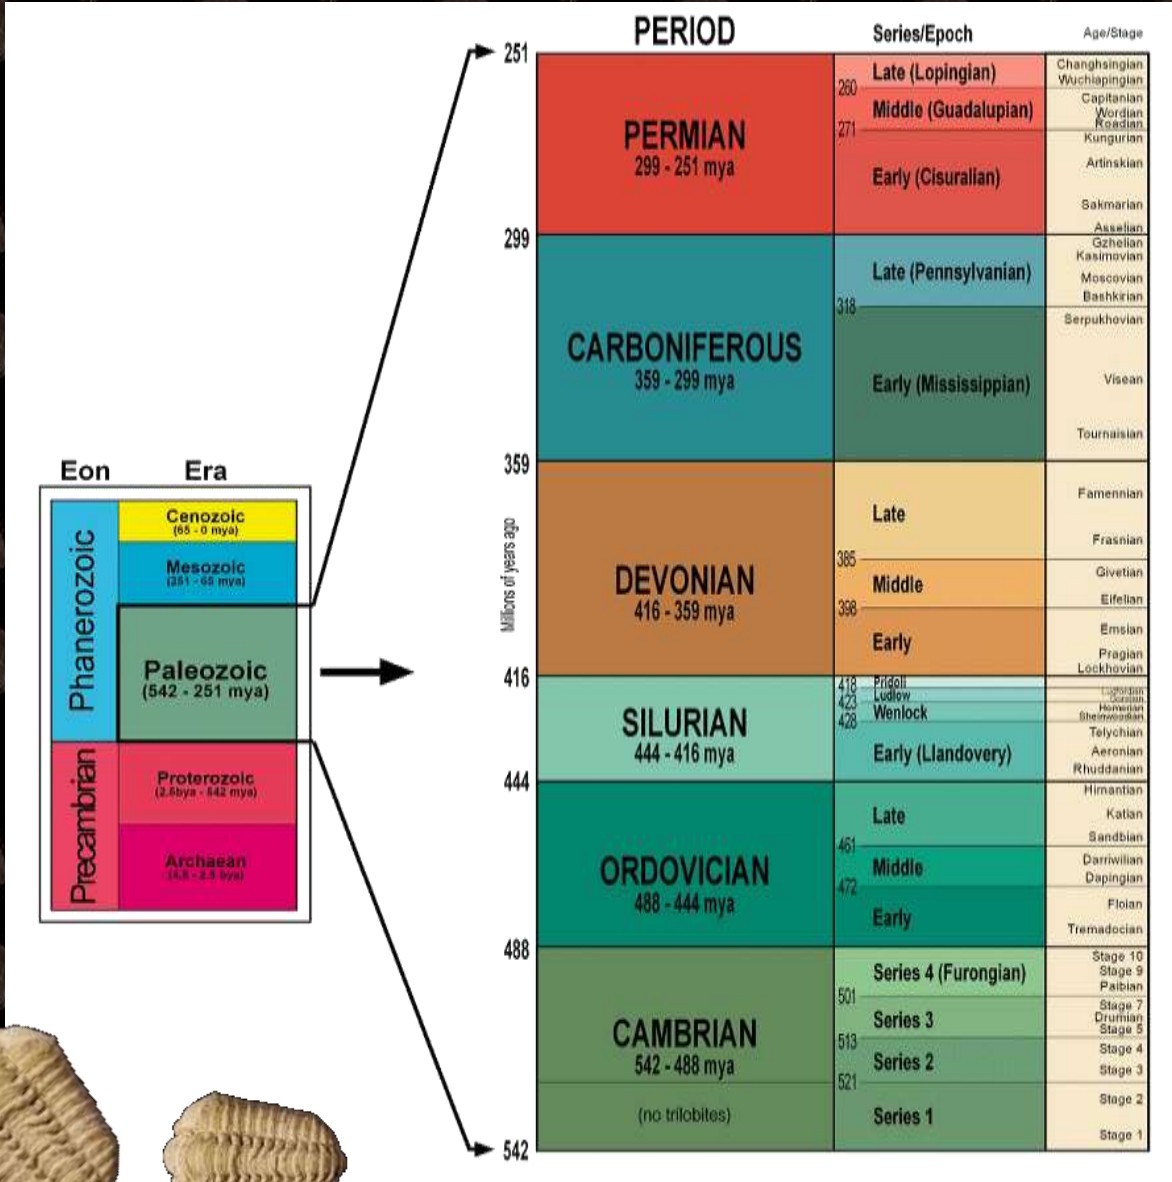 PERIOD
Series/Epoch
Age/Stage
251
PERMIAN
299 - 251 mya
Late (Lopingian)
260
Middle (Guadalupian)
271
Early (Cisuralian)
Changhsingian
Wuchiapingian
Capitanian
Wordian
Roadian
Kungurian
Artinskian
Sakmarian
Asselian
299
CARBONIFEROUS
359 - 299 mya
Late (Pennsylvanian)
318
Early (Mississippian)
Gzhelian
Kasimovian
Moscovian
Bashkirian
Serpukhovian
Visean
Tournaisian
359
DEVONIAN
416 - 359 mya
Late
385
Middle
398
Early
Famennian
Frasnian
Givetian
Eifelian
Emsian
Pragian
Lockhovian
416
SILURIAN
444 - 416 mya
Pridoli
418
Ludlow
423
Wenlock
428
Early (Llandovery)
Homerian
Sheinwoodian
Telychian
Aeronian
Rhuddanian
444
ORDOVICIAN
488 - 444 mya
Late
461
Middle
472
Early
Hirnantian
Katian
Sandbian
Darriwilian
Dapingian
Floian
Tremadocian
488
CAMBRIAN
542 - 488 mya
(no trilobites)
Series 4 (Furongian)
501
Series 3
513
Series 2
521
Series 1
Stage 10
Stage 9
Paibian
Stage 7
Drumian
Stage 5
Stage 4
Stage 3
Stage 2
Stage 1
542
Millions of years ago
Eon
Era
Phanerozoic
Cenozoic
(65 - 0 mya)
Mesozoic
(251 - 65 mya)
Paleozoic
(542 - 251 mya)
Precambrian
Proterozoic
(2.5bya - 542 mya)
Archaean